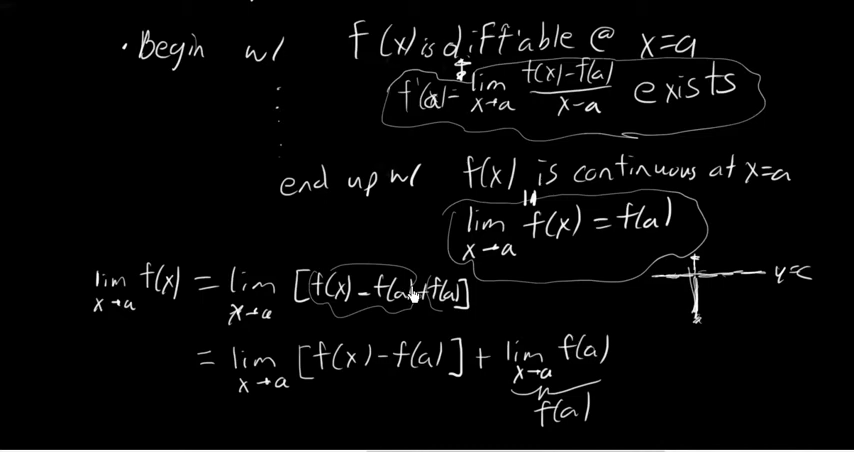 · Begin w/ f(x) is diff'able @ x=a
f'(a) = lim x→a f(x)-f(a) / x-a exists
end up w/ f(x) is continuous at x=a
lim x→a f(x) = f(a)
lim x→a f(x) = lim x→a [f(x) - f(a) + f(a)]
y=c
= lim x→a [f(x) - f(a)] + lim x→a f(a)
f(a)